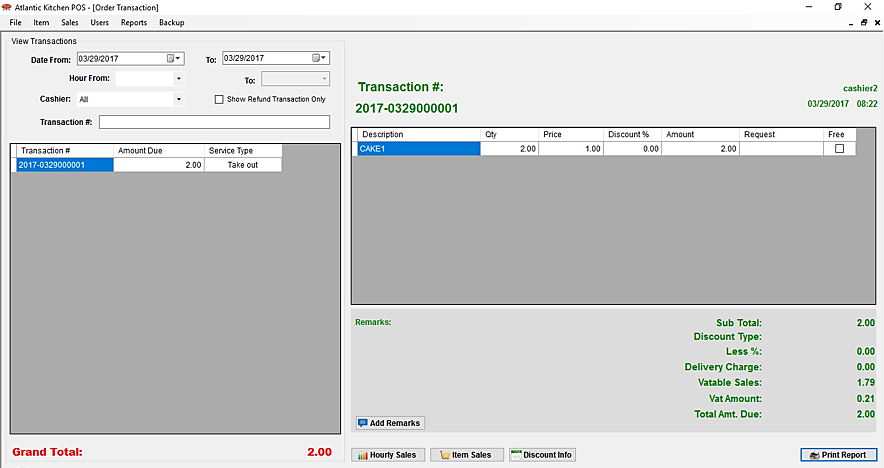 Atlantic Kitchen POS - [Order Transaction]
File Item Sales Users Reports Backup
View Transactions
Date From: 03/29/2017 To: 03/29/2017
Hour From: To:
Cashier: All Show Refund Transaction Only
Transaction #:
Transaction # Amount Due Service Type
2017-0329000001 2.00 Take out
Grand Total: 2.00
Transaction #:
2017-0329000001
cashier2
03/29/2017 08:22
Description Qty Price Discount % Amount Request Free
CAKE1 2.00 1.00 0.00 2.00
Remarks:
Sub Total: 2.00
Discount Type:
Less %: 0.00
Delivery Charge: 0.00
Vatable Sales: 1.79
Vat Amount: 0.21
Total Amt. Due: 2.00
Add Remarks
Hourly Sales Item Sales Discount Info Print Report